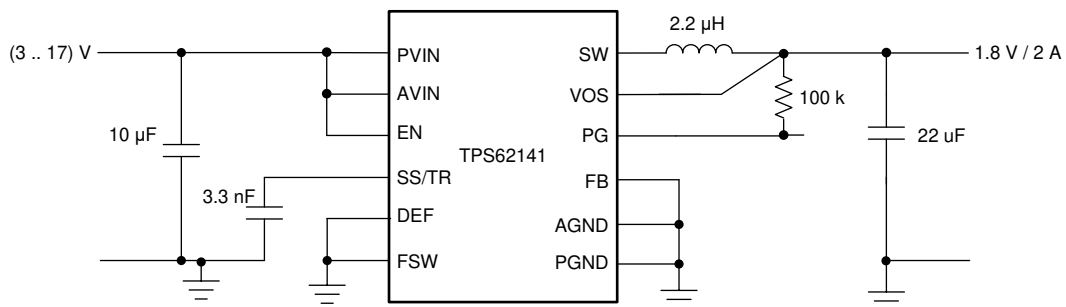 (3 .. 17) V
10 µF
3.3 nF
PVIN
AVIN
EN
SS/TR
DEF
FSW
TPS62141
SW
VOS
PG
FB
AGND
PGND
2.2 µH
100 k
1.8 V / 2 A
22 uF